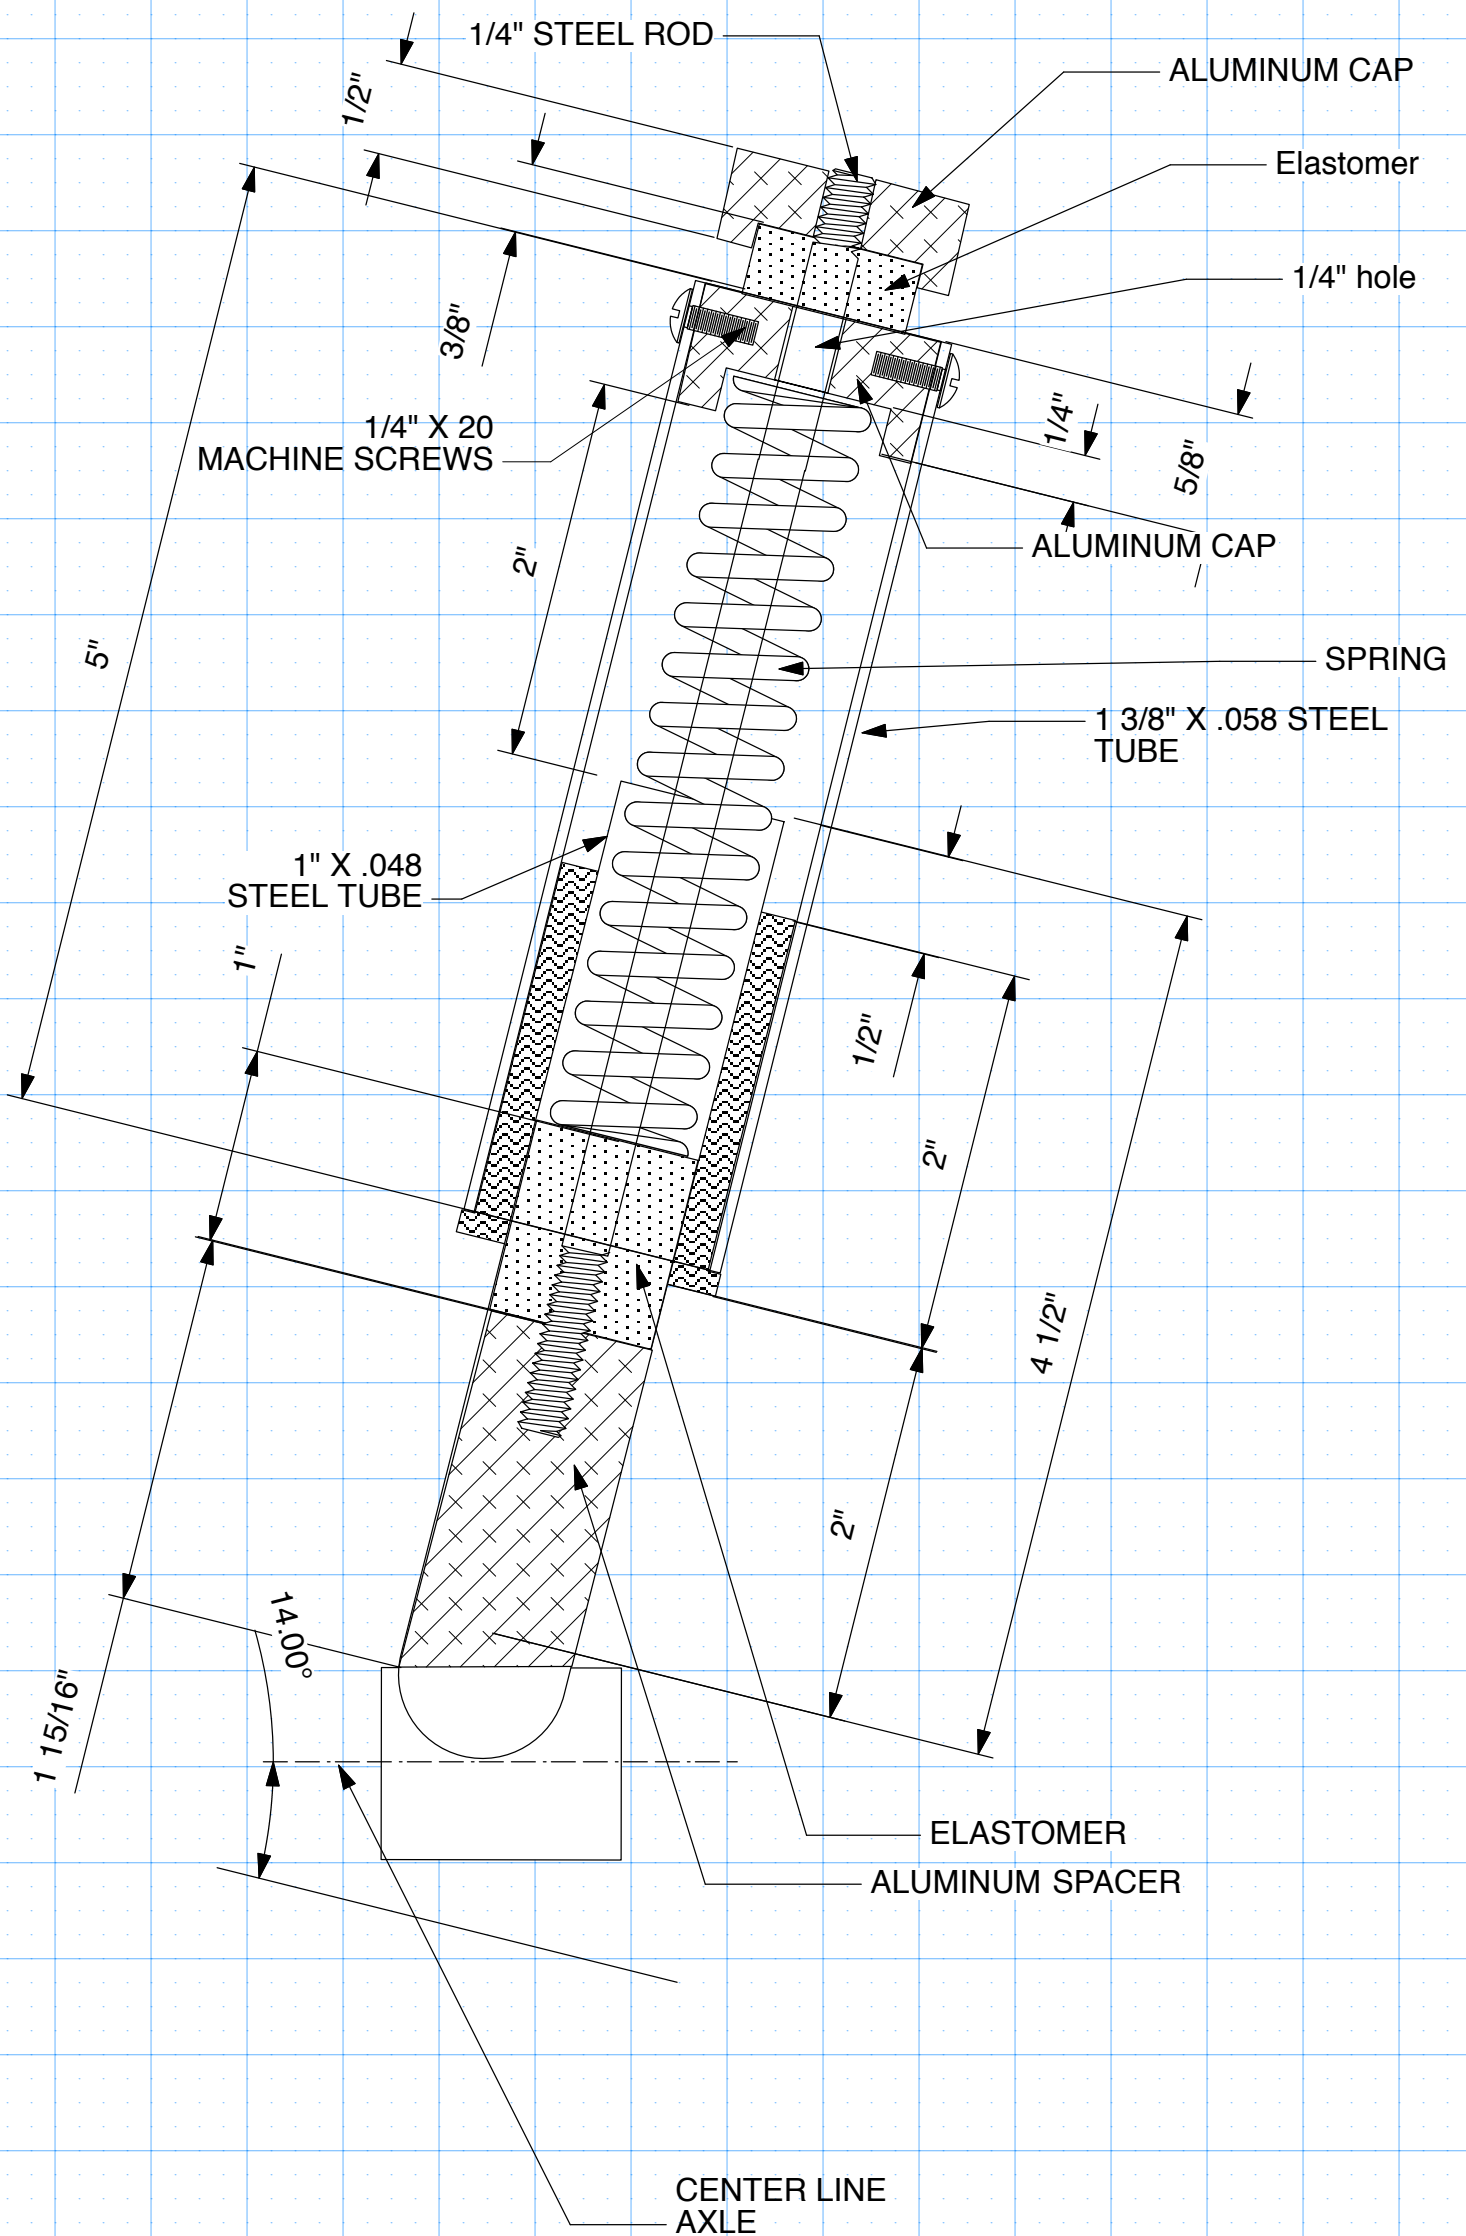 1/4" STEEL ROD
ALUMINUM CAP
1/2"
Elastomer
1/4" hole
3/8"
1/4" X 20
MACHINE SCREWS
1/4"
5/8"
2"
ALUMINUM CAP
5"
SPRING
1 3/8" X .058 STEEL
TUBE
1" X .048
STEEL TUBE
1"
1/2"
2"
4 1/2"
2"
14.00°
1 15/16"
ELASTOMER
ALUMINUM SPACER
CENTER LINE
AXLE